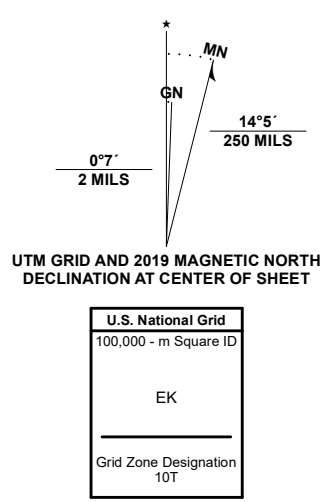 ★
MN
GN
14°5´
250 MILS
0°7´
2 MILS
UTM GRID AND 2019 MAGNETIC NORTH
DECLINATION AT CENTER OF SHEET
U.S. National Grid
100,000 - m Square ID
EK
Grid Zone Designation
10T